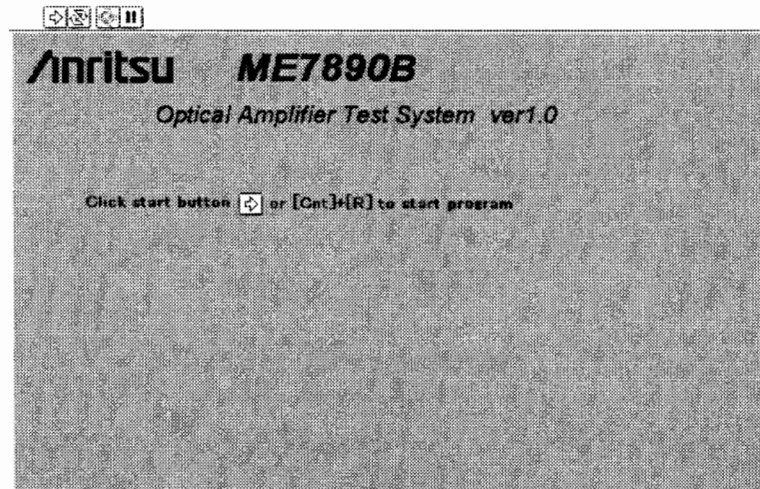 Anritsu ME7890B
Optical Amplifier Test System ver1.0
Click start button or [Cnt]+[R] to start program